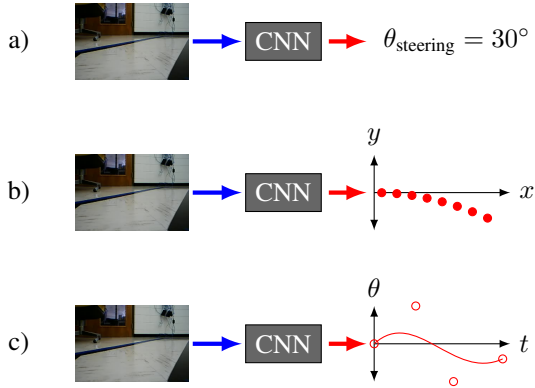 a) CNN θsteering = 30°
y
b) CNN x
θ
c) CNN t